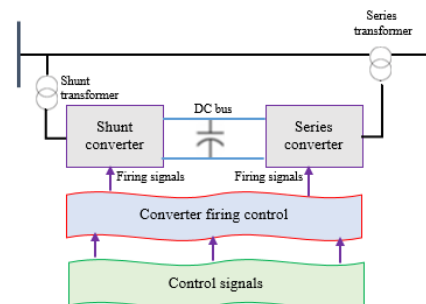 Series
transformer
Shunt
transformer
DC bus
Shunt
converter
Series
converter
Firing signals
Firing signals
Converter firing control
Control signals